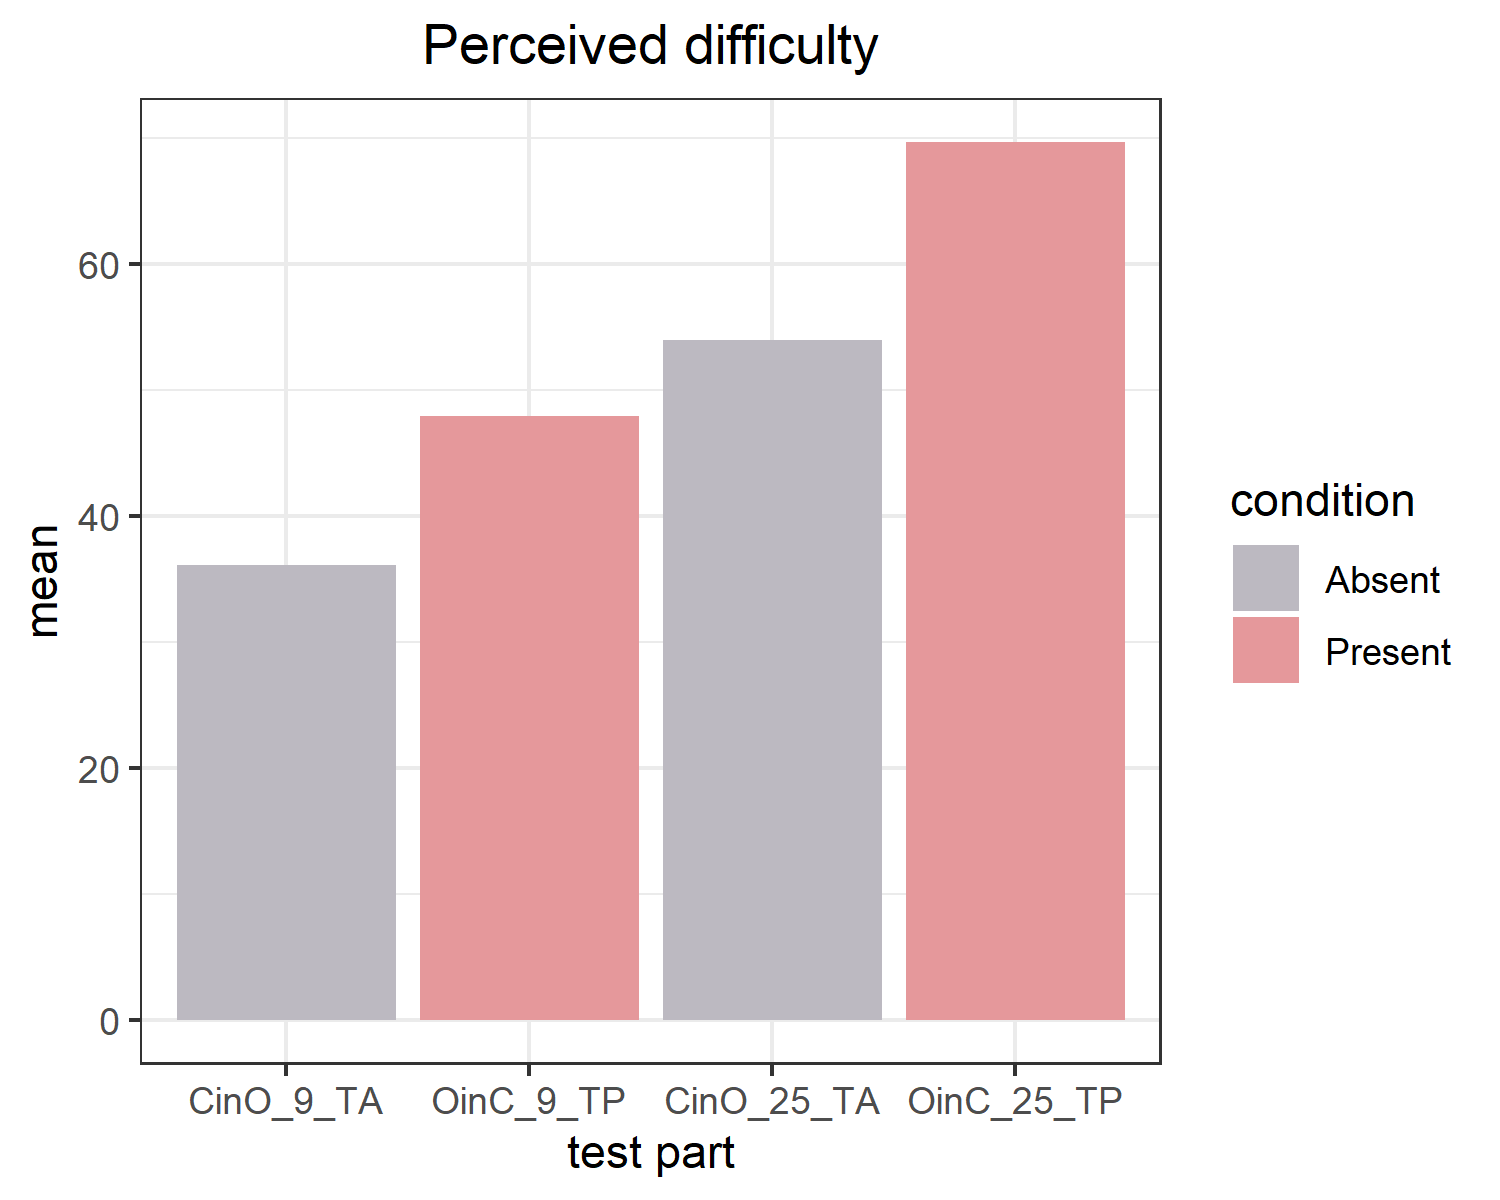 Perceived difficulty
mean
60
40
20
0
CinO_9_TA
OinC_9_TP
CinO_25_TA
OinC_25_TP
test part
condition
Absent
Present